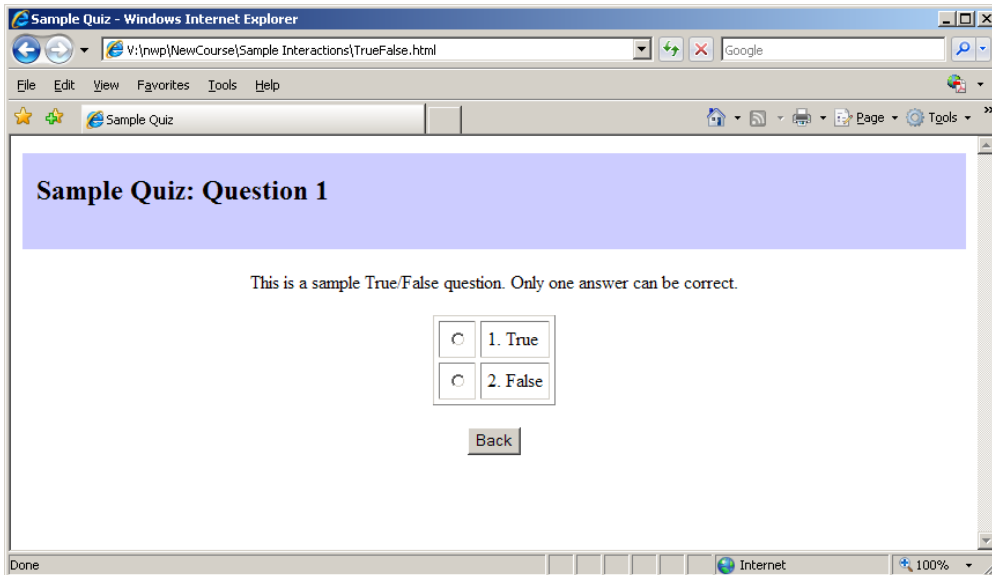 Sample Quiz - Windows Internet Explorer
V:\nwp\NewCourse\Sample Interactions\TrueFalse.html
Google
File Edit View Favorites Tools Help
Sample Quiz
Page Tools
Sample Quiz: Question 1
This is a sample True/False question. Only one answer can be correct.
1. True
2. False
Back
Done
Internet
100%